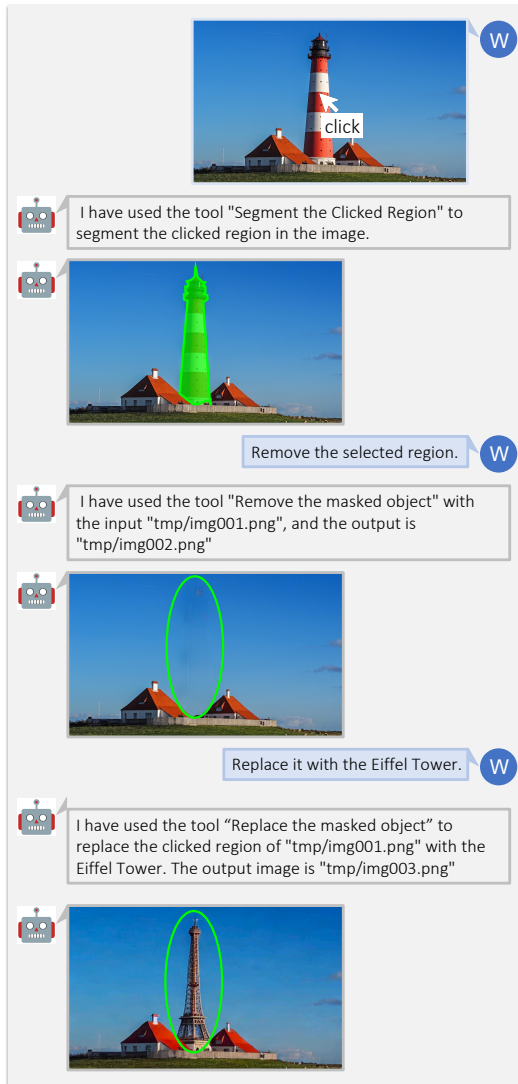 W
click
I have used the tool "Segment the Clicked Region" to
segment the clicked region in the image.
Remove the selected region.
W
I have used the tool "Remove the masked object" with
the input "tmp/img001.png", and the output is
"tmp/img002.png"
Replace it with the Eiffel Tower.
W
I have used the tool “Replace the masked object” to
replace the clicked region of "tmp/img001.png" with the
Eiffel Tower. The output image is "tmp/img003.png"